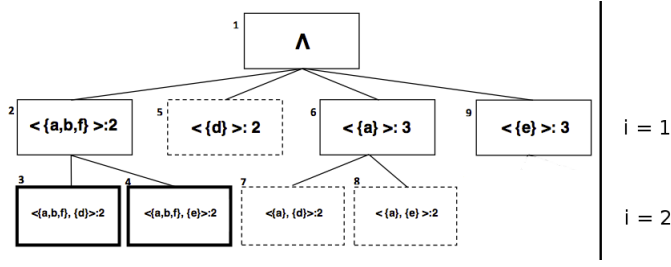 1
Λ
2
< {a,b,f} >:2
5
< {d} >: 2
6
< {a} >: 3
9
< {e} >: 3
i = 1
3
<{a,b,f}, {d}>:2
4
<{a,b,f}, {e}>:2
7
<{a}, {d}>:2
8
< {a}, {e} >:2
i = 2